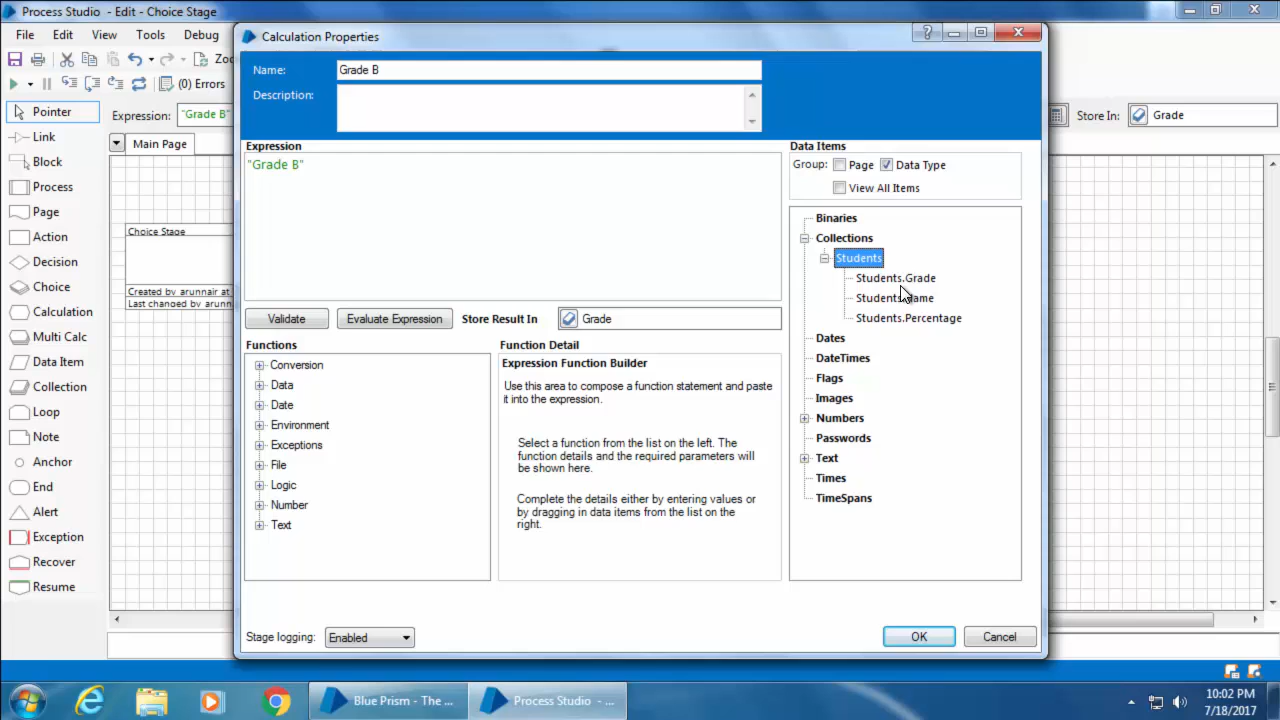 Process Studio - Edit - Choice Stage
File Edit View Tools Debug
Zoo
(0) Errors
Expression: "Grade B"
Store In: Grade
Main Page
Pointer
Link
Block
Process
Page
Action
Decision
Choice
Calculation
Multi Calc
Data Item
Collection
Loop
Note
Anchor
End
Alert
Exception
Recover
Resume
Choice Stage
Created by arunnair at
Last changed by arunn
Calculation Properties
Name: Grade B
Description:
Expression
"Grade B"
Validate Evaluate Expression Store Result In Grade
Functions
Conversion
Data
Date
Environment
Exceptions
File
Logic
Number
Text
Function Detail
Expression Function Builder
Use this area to compose a function statement and paste
it into the expression.
Select a function from the list on the left. The
function details and the required parameters will
be shown here.
Complete the details either by entering values or
by dragging in data items from the list on the
right.
Data Items
Group: Page Data Type
View All Items
Binaries
Collections
Students
Students.Grade
Students.Name
Students.Percentage
Dates
DateTimes
Flags
Images
Numbers
Passwords
Text
Times
TimeSpans
Stage logging: Enabled
OK Cancel
Blue Prism - The ... Process Studio - ...
10:02 PM
7/18/2017